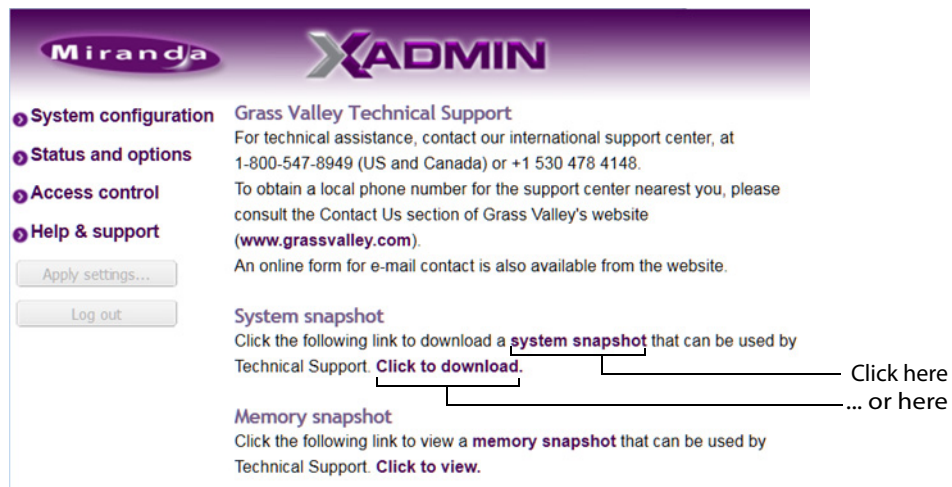 Miranda
XADMIN
System configuration
Status and options
Access control
Help & support
Apply settings...
Log out
Grass Valley Technical Support
For technical assistance, contact our international support center, at
1-800-547-8949 (US and Canada) or +1 530 478 4148.
To obtain a local phone number for the support center nearest you, please
consult the Contact Us section of Grass Valley's website
(www.grassvalley.com).
An online form for e-mail contact is also available from the website.
System snapshot
Click the following link to download a system snapshot that can be used by
Technical Support. Click to download.
Click here
... or here
Memory snapshot
Click the following link to view a memory snapshot that can be used by
Technical Support. Click to view.